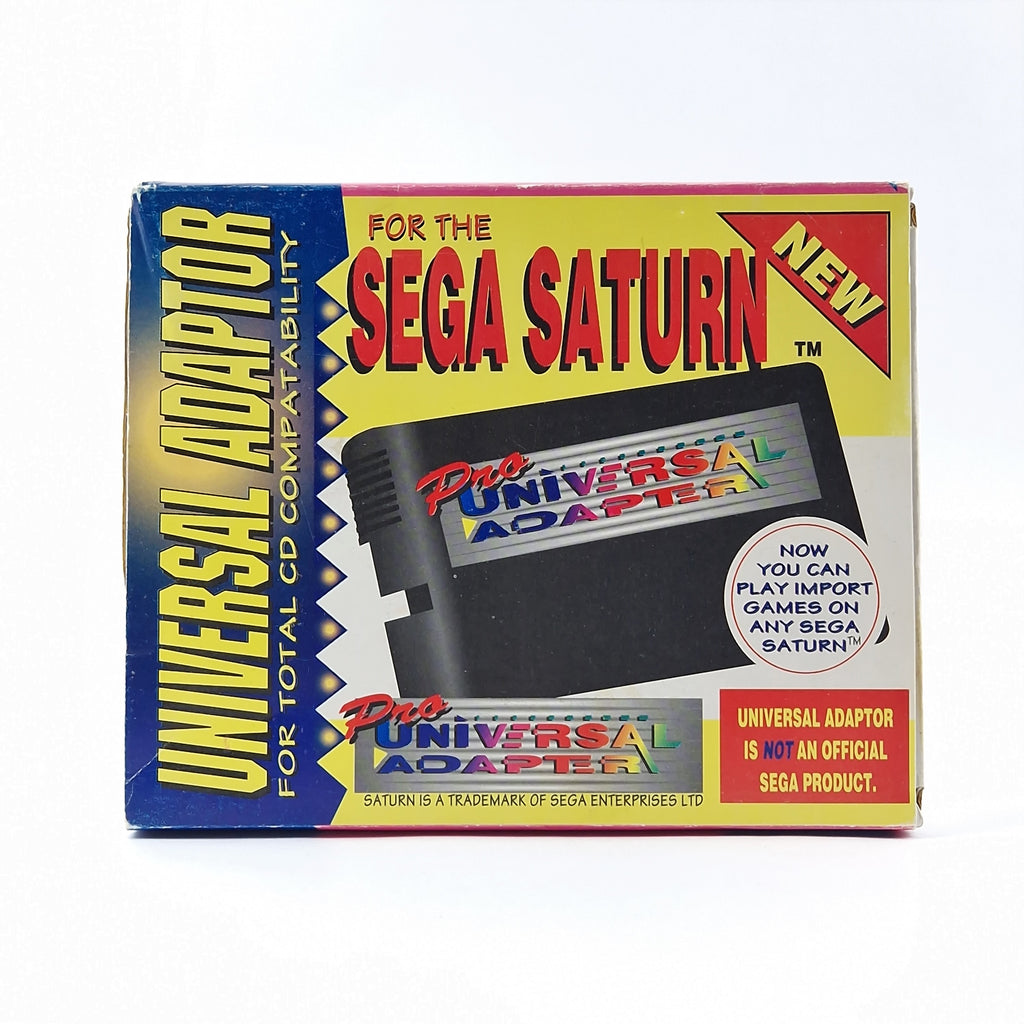 UNIVERSAL ADAPTOR
FOR TOTAL CD COMPATABILITY
FOR THE
SEGA SATURN TM
NEW
Pro
UNIVERSAL
ADAPTER
NOW
YOU CAN
PLAY IMPORT
GAMES ON
ANY SEGA
SATURN™
Pro
UNIVERSAL
ADAPTER
SATURN IS A TRADEMARK OF SEGA ENTERPRISES LTD
UNIVERSAL ADAPTOR
IS NOT AN OFFICIAL
SEGA PRODUCT.